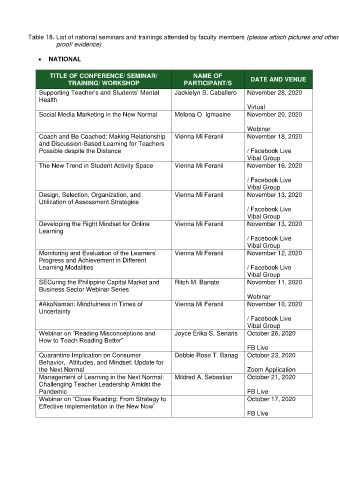 Table 18. List of national seminars and trainings attended by faculty members (please attach pictures and other
proof/ evidence)
• NATIONAL
TITLE OF CONFERENCE/ SEMINAR/
TRAINING/ WORKSHOP
NAME OF
PARTICIPANT/S
DATE AND VENUE
Supporting Teacher's and Students' Mental
Health
Jackielyn S. Caballero
November 28, 2020
Virtual
Social Media Marketing in the New Normal
Melona O. Igmasine
November 20, 2020
Webinar
Coach and Be Coached: Making Relationship
and Discussion-Based Learning for Teachers
Possible despite the Distance
Vienna Mi Feranil
November 18, 2020
/ Facebook Live
Vibal Group
The New Trend in Student Activity Space
Vienna Mi Feranil
November 16, 2020
/ Facebook Live
Vibal Group
Design, Selection, Organization, and
Utilization of Assessment Strategies
Vienna Mi Feranil
November 13, 2020
/ Facebook Live
Vibal Group
Developing the Right Mindset for Online
Learning
Vienna Mi Feranil
November 13, 2020
/ Facebook Live
Vibal Group
Monitoring and Evaluation of the Learners'
Progress and Achievement in Different
Learning Modalities
Vienna Mi Feranil
November 12, 2020
/ Facebook Live
Vibal Group
SECuring the Philippine Capital Market and
Business Sector Webinar Series
Ritch M. Banate
November 11, 2020
Webinar
#AkoNaman: Mindfulness in Times of
Uncertainty
Vienna Mi Feranil
November 10, 2020
/ Facebook Live
Vibal Group
Webinar on "Reading Misconceptions and
How to Teach Reading Better"
Joyce Erika S. Senaris
October 26, 2020
FB Live
Quarantine Implication on Consumer
Behavior, Attitudes, and Mindset: Update for
the Next Normal
Debbie Rose T. Banag
October 23, 2020
Zoom Application
Management of Learning in the Next Normal:
Challenging Teacher Leadership Amidst the
Pandemic
Mildred A. Sebastian
October 21, 2020
FB Live
Webinar on "Close Reading: From Strategy to
Effective Implementation in the New Now"
October 17, 2020
FB Live